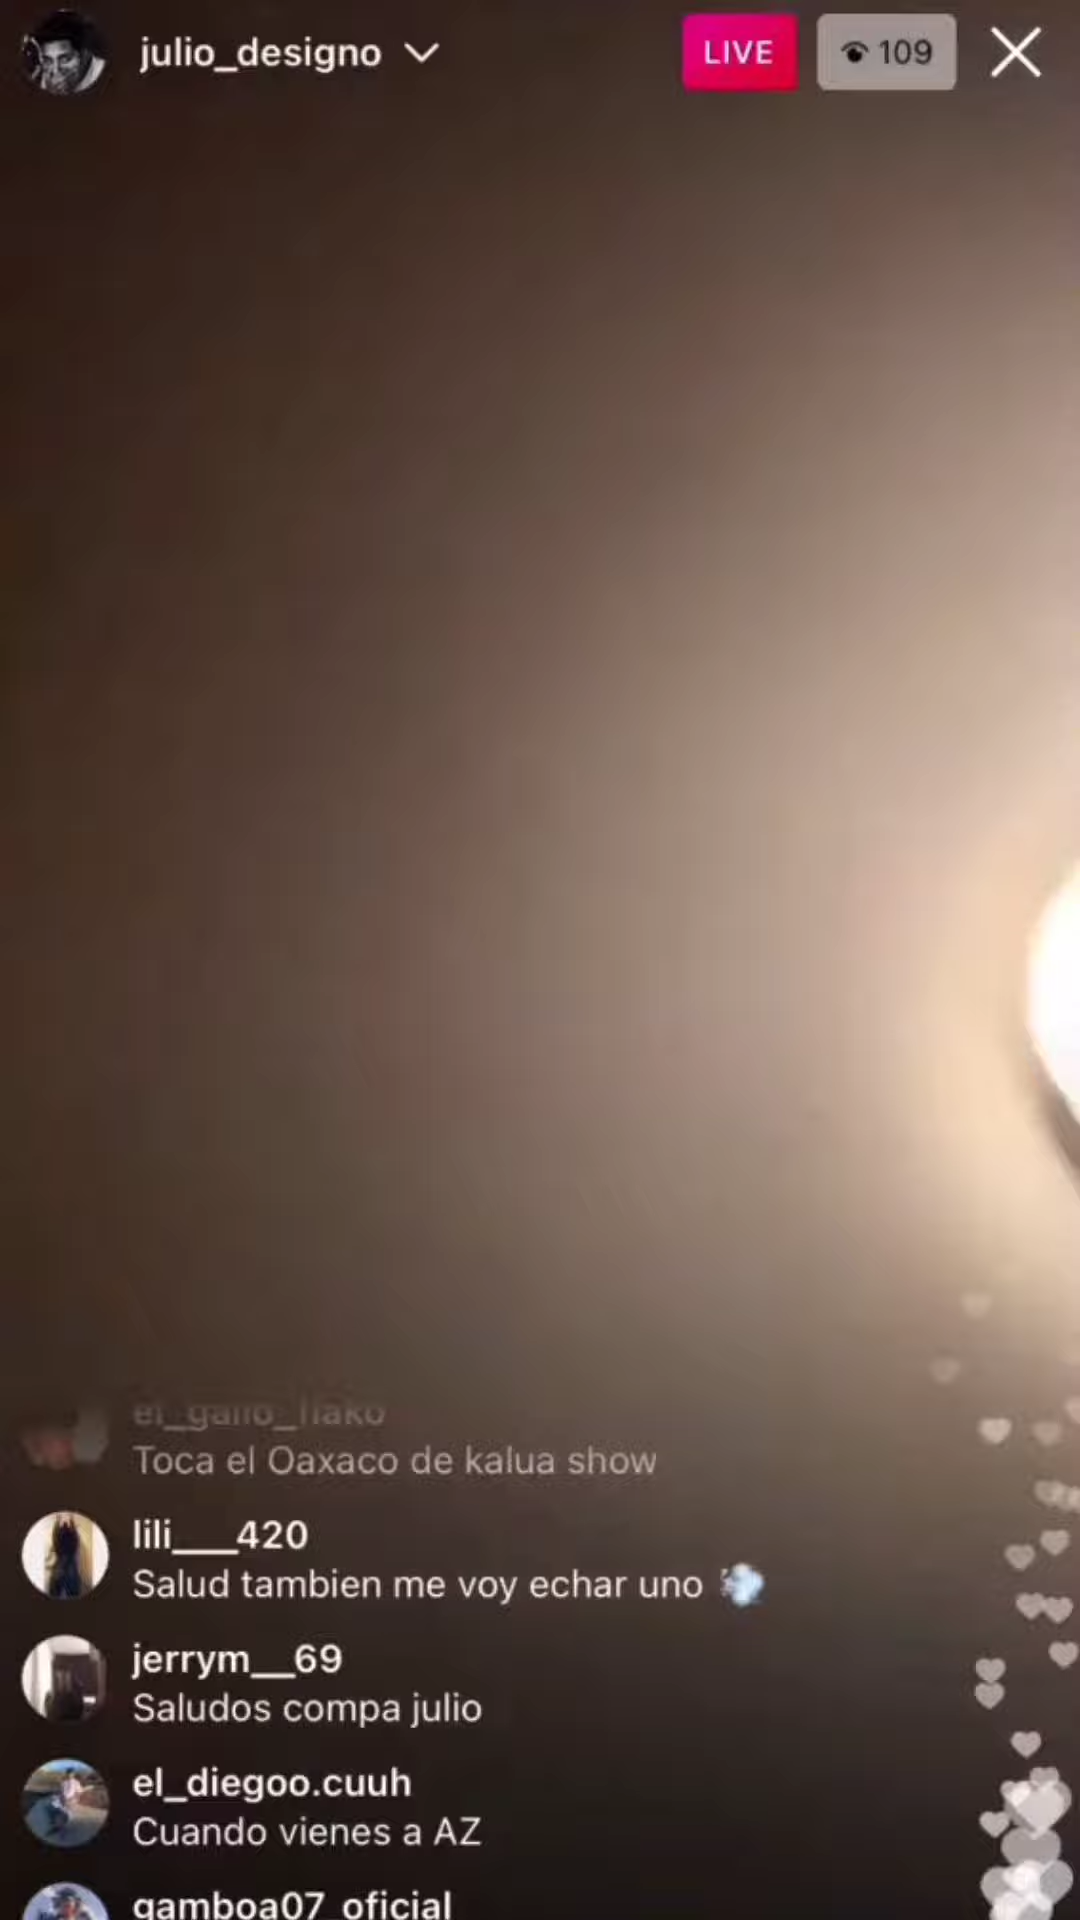 julio_designo
LIVE
109
el_gallo_flako
Toca el Oaxaco de kalua show
lili___420
Salud tambien me voy echar uno 💨
jerrym__69
Saludos compa julio
el_diegoo.cuuh
Cuando vienes a AZ
gamboa07_oficial